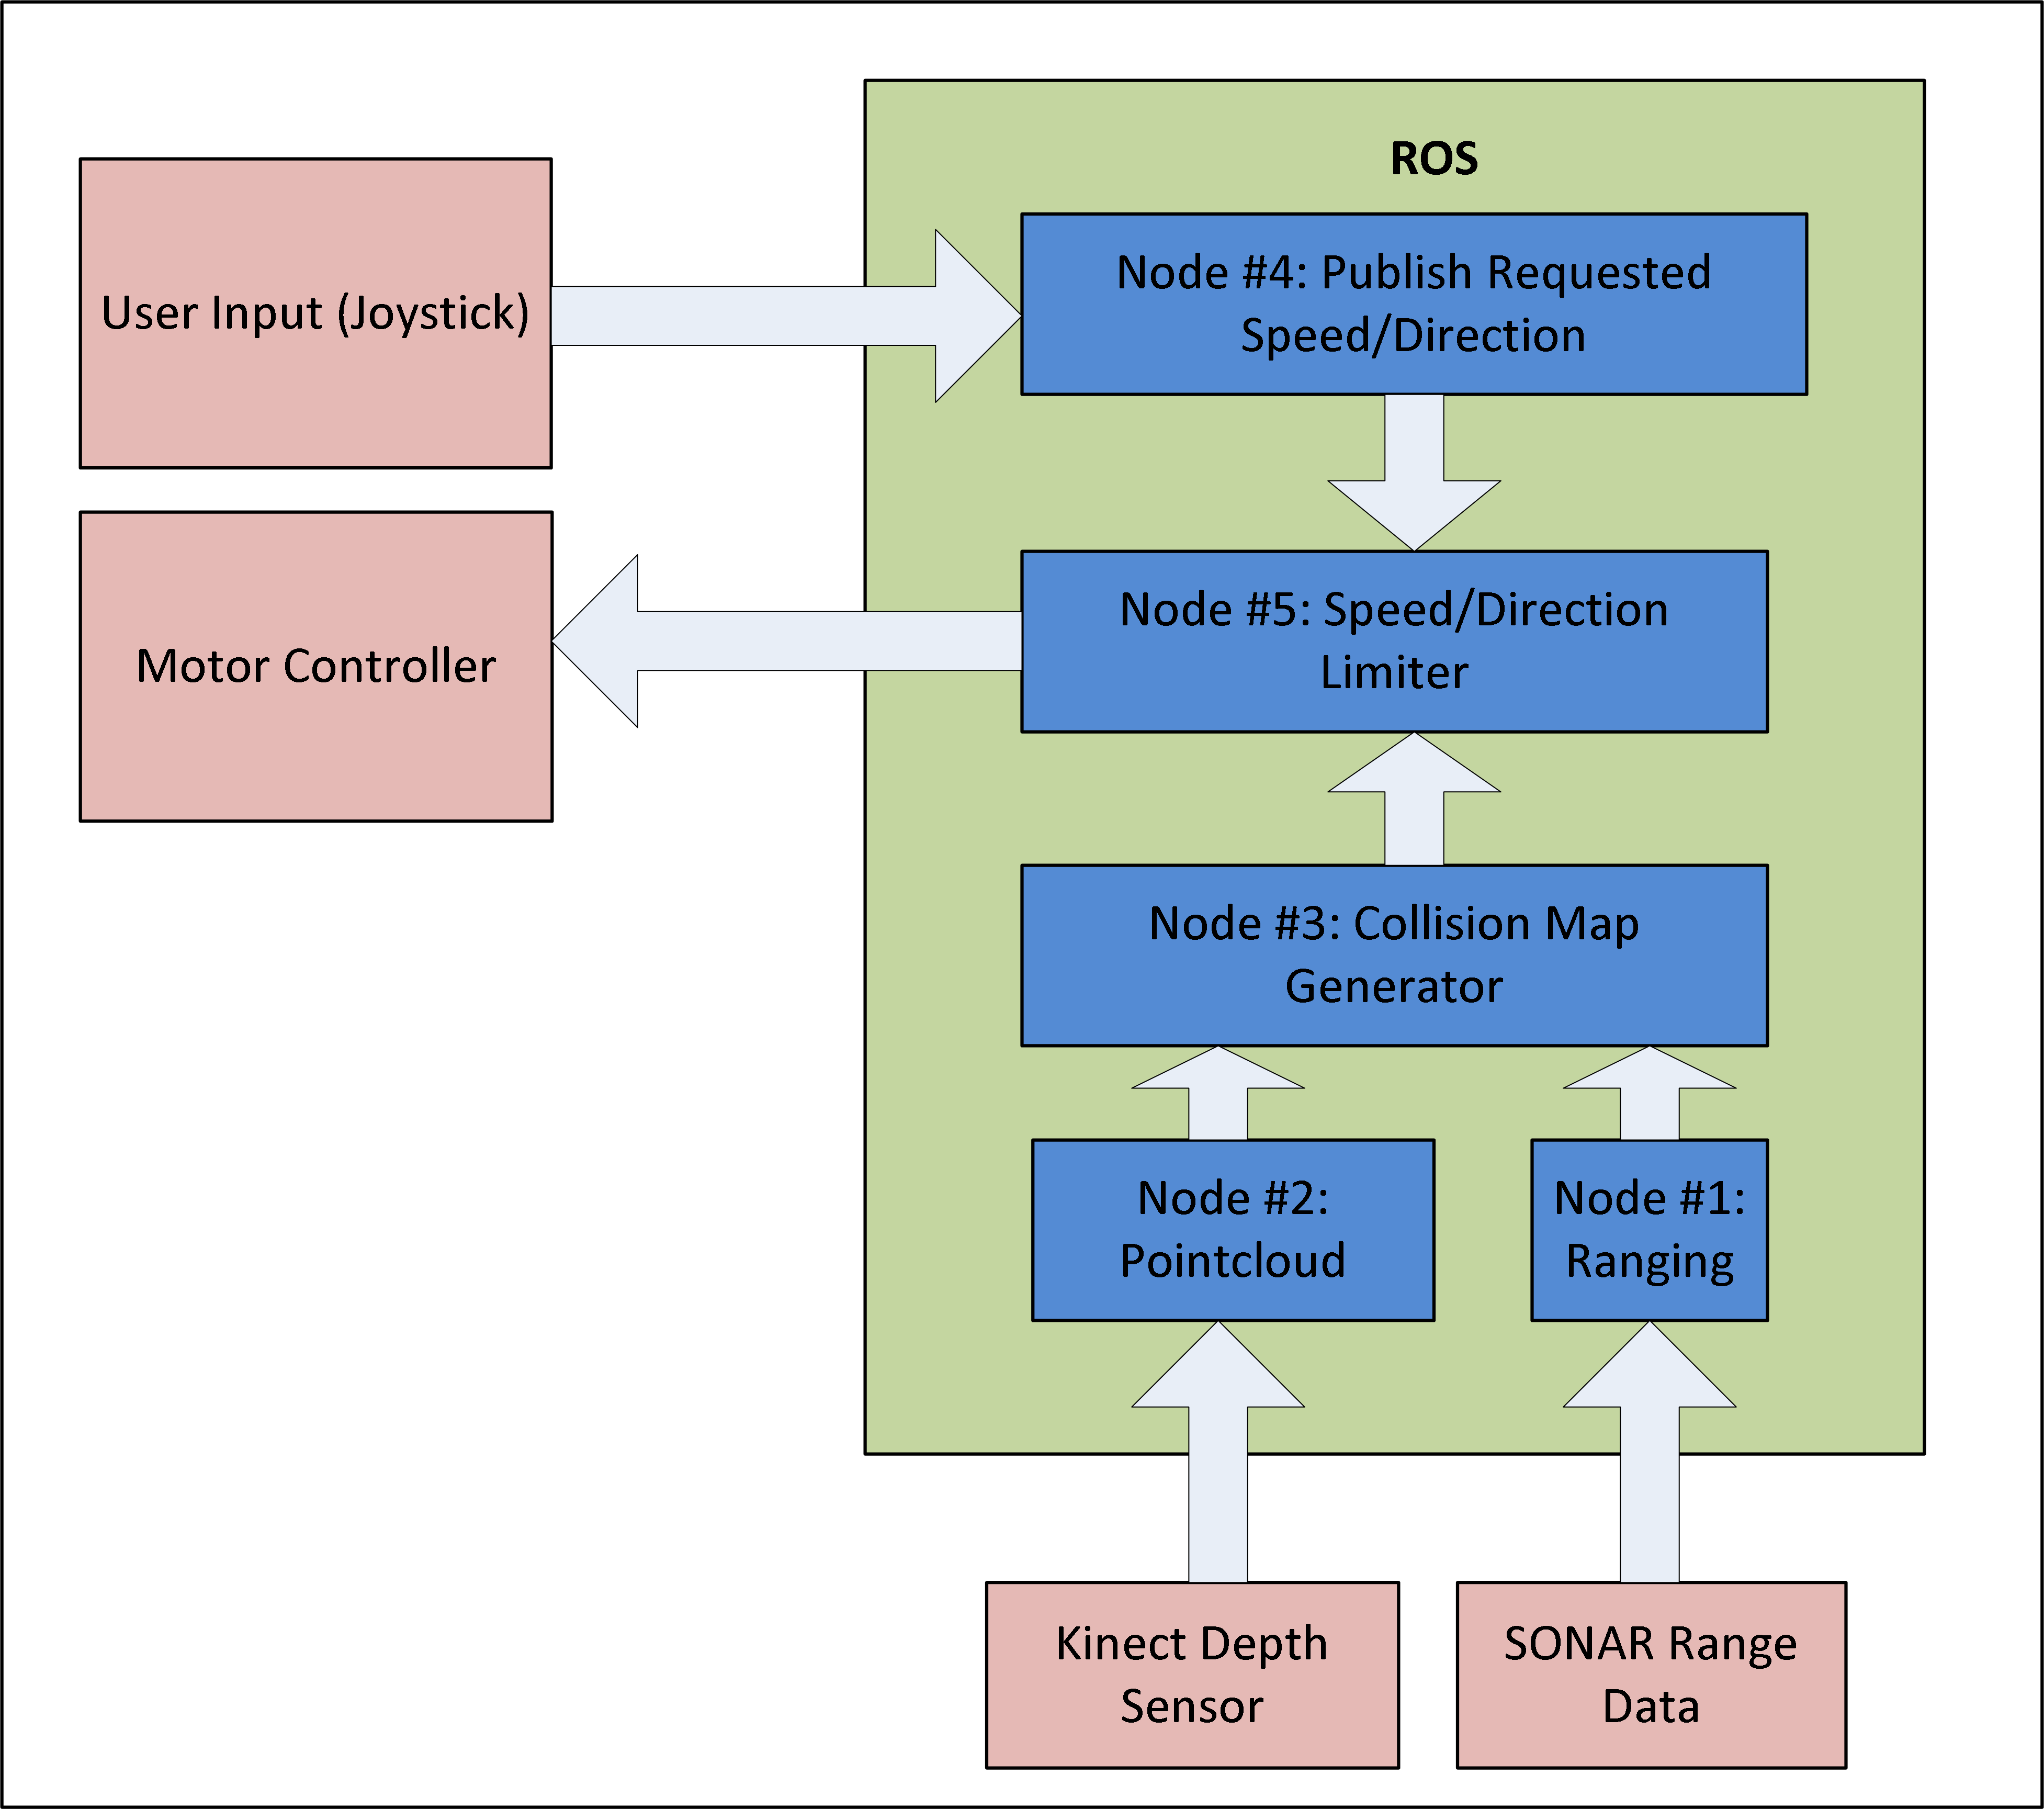 ROS
User Input (Joystick)
Node #4: Publish Requested
Speed/Direction
Motor Controller
Node #5: Speed/Direction
Limiter
Node #3: Collision Map
Generator
Node #2:
Pointcloud
Node #1:
Ranging
Kinect Depth
Sensor
SONAR Range
Data